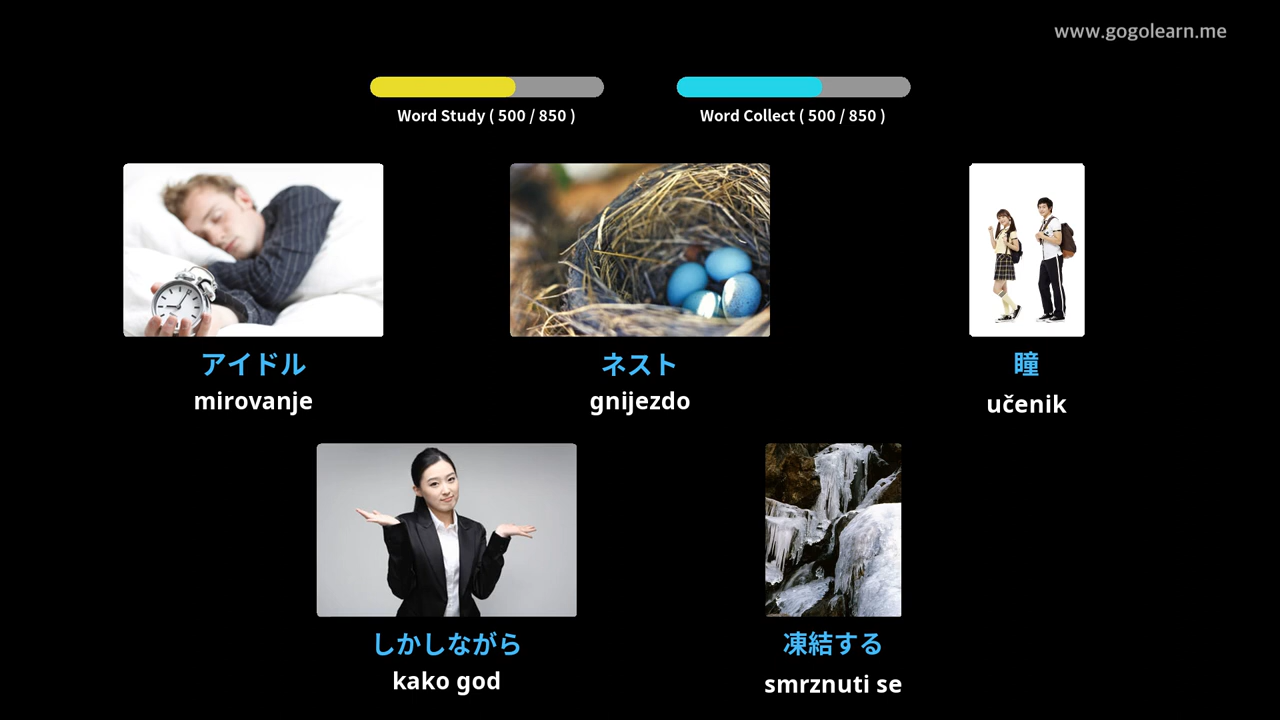 www.gogolearn.me
Word Study ( 500 / 850 )
Word Collect ( 500 / 850 )
アイドル
mirovanje
ネスト
gnijezdo
瞳
učenik
しかしながら
kako god
凍結する
smrznuti se